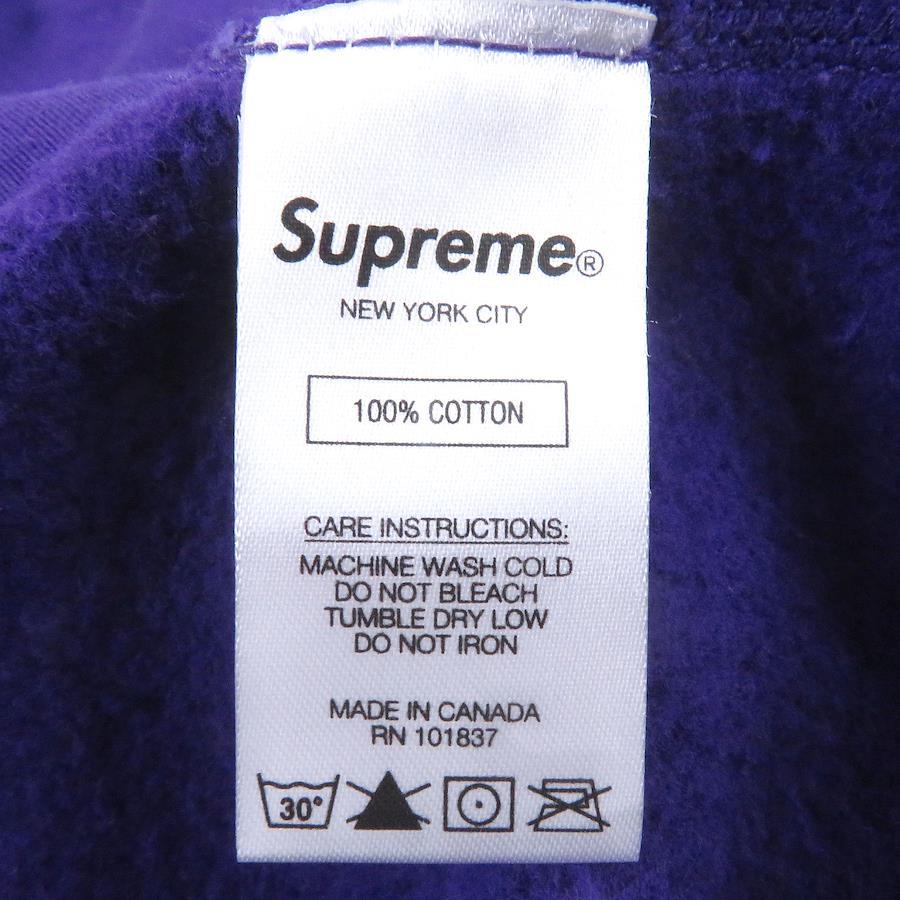 Supreme®
NEW YORK CITY
100% COTTON
CARE INSTRUCTIONS:
MACHINE WASH COLD
DO NOT BLEACH
TUMBLE DRY LOW
DO NOT IRON
MADE IN CANADA
RN 101837
30°